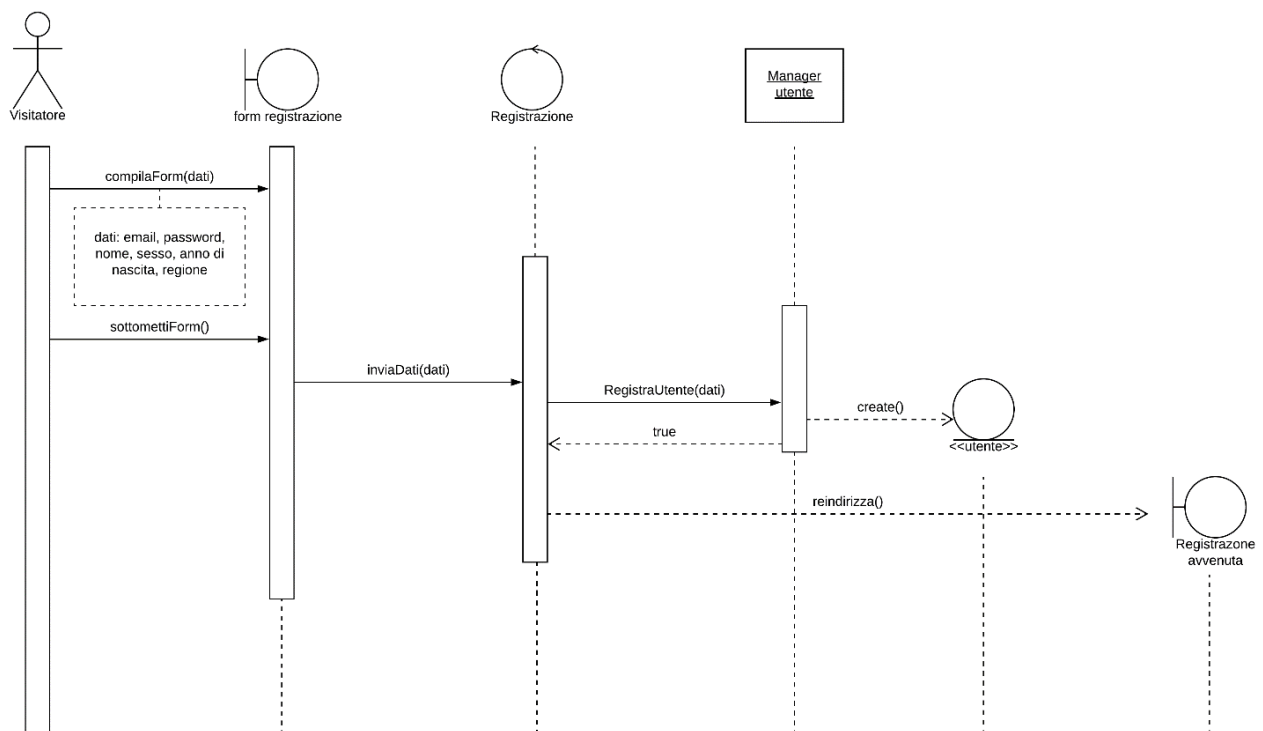 Visitatore
form registrazione
Registrazione
Manager
utente
compilaForm(dati)
dati: email, password,
nome, sesso, anno di
nascita, regione
sottomettiForm()
inviaDati(dati)
RegistraUtente(dati)
create()
true
<<utente>>
reindirizza()
Registrazone
avvenuta